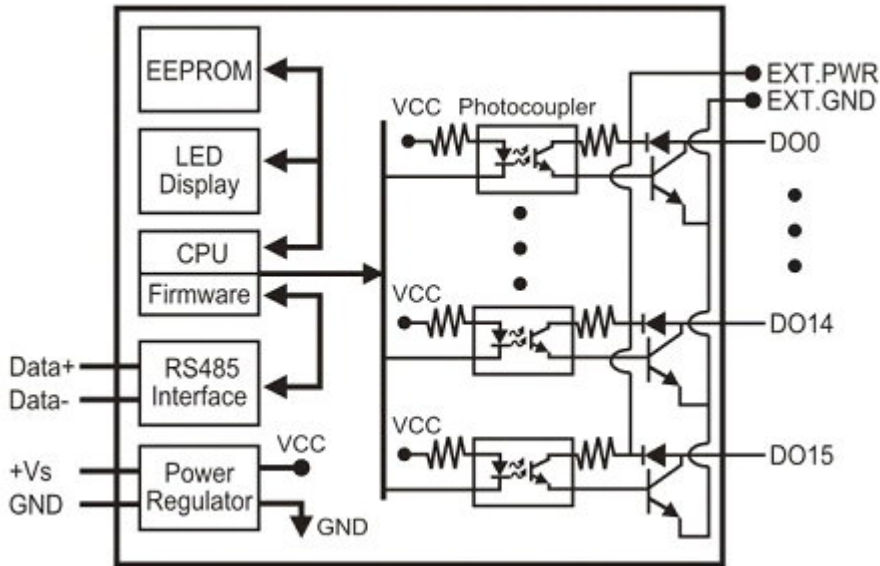 EEPROM
LED
Display
CPU
Firmware
RS485
Interface
Power
Regulator
Data+
Data-
+Vs
GND
VCC
GND
VCC
Photocoupler
VCC
VCC
EXT.PWR
EXT.GND
DO0
DO14
DO15